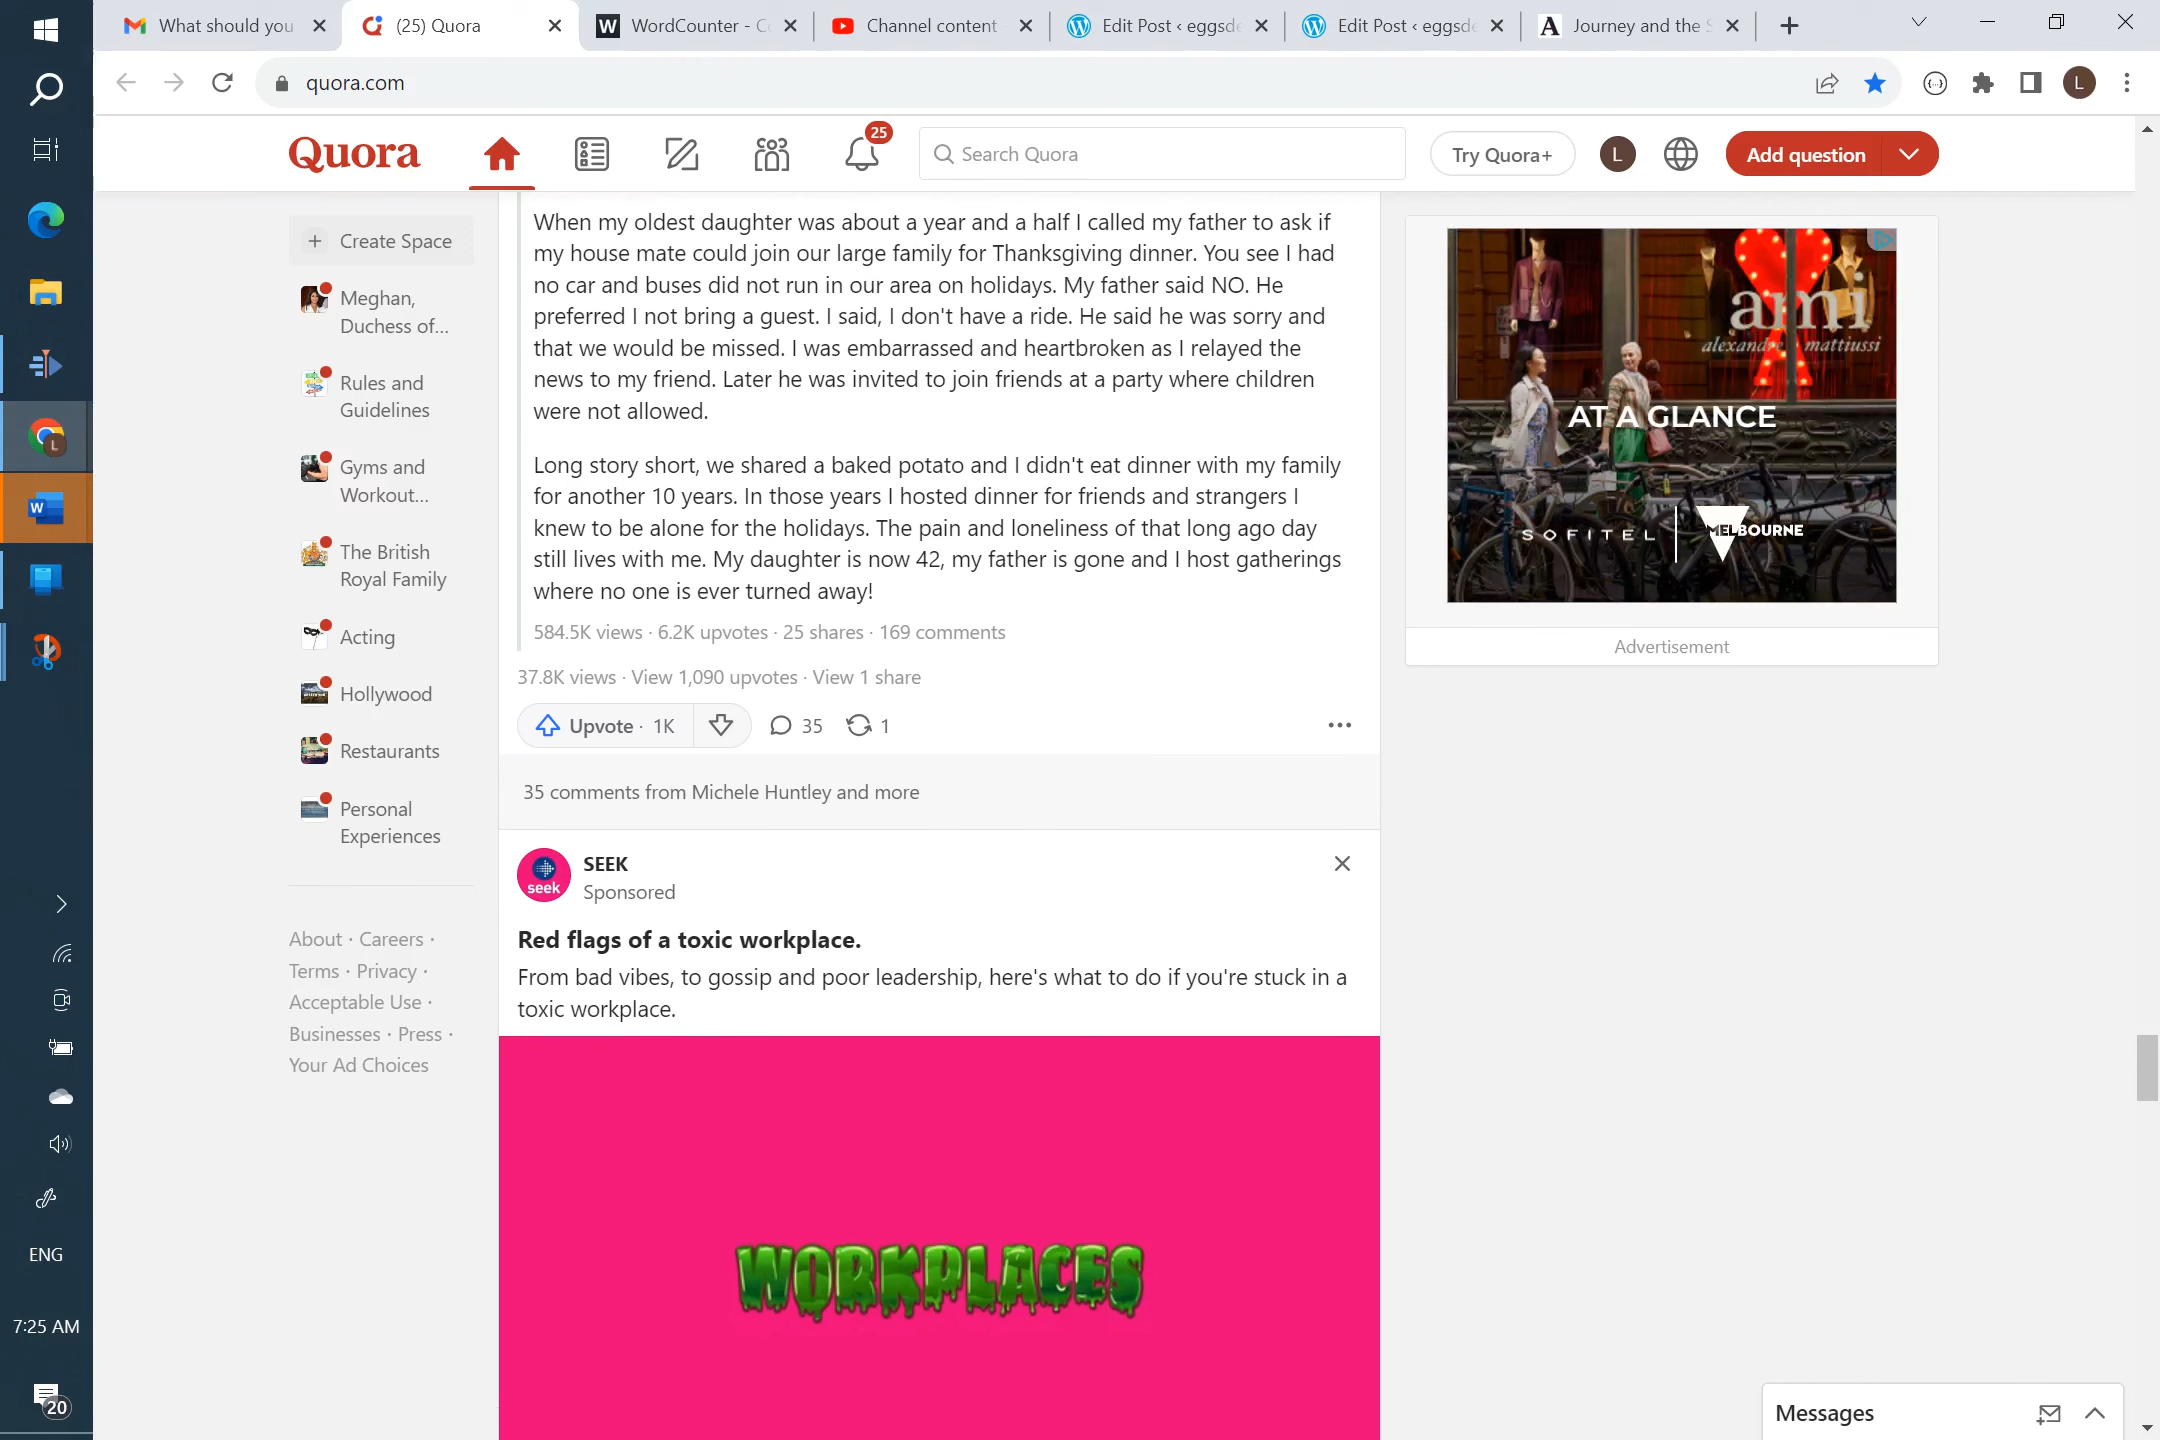 What should you
(25) Quora
W WordCounter - Co
Channel content
Edit Post ‹ eggsde
Edit Post ‹ eggsde
A Journey and the S
quora.com
L
Quora
25
Search Quora
Try Quora+
L
Add question
Create Space
Meghan,
Duchess of...
Rules and
Guidelines
Gyms and
Workout...
The British
Royal Family
Acting
Hollywood
Restaurants
Personal
Experiences
About · Careers ·
Terms · Privacy ·
Acceptable Use ·
Businesses · Press ·
Your Ad Choices
When my oldest daughter was about a year and a half I called my father to ask if
my house mate could join our large family for Thanksgiving dinner. You see I had
no car and buses did not run in our area on holidays. My father said NO. He
preferred I not bring a guest. I said, I don't have a ride. He said he was sorry and
that we would be missed. I was embarrassed and heartbroken as I relayed the
news to my friend. Later he was invited to join friends at a party where children
were not allowed.
Long story short, we shared a baked potato and I didn't eat dinner with my family
for another 10 years. In those years I hosted dinner for friends and strangers I
knew to be alone for the holidays. The pain and loneliness of that long ago day
still lives with me. My daughter is now 42, my father is gone and I host gatherings
where no one is ever turned away!
584.5K views · 6.2K upvotes · 25 shares · 169 comments
37.8K views · View 1,090 upvotes · View 1 share
Upvote · 1K
35
1
35 comments from Michele Huntley and more
seek
SEEK
Sponsored
Red flags of a toxic workplace.
From bad vibes, to gossip and poor leadership, here's what to do if you're stuck in a
toxic workplace.
WORKPLACES
ami
alexandre mattiussi
AT A GLANCE
SOFITEL
MELBOURNE
Advertisement
Messages
L
W
ENG
7:25 AM
20